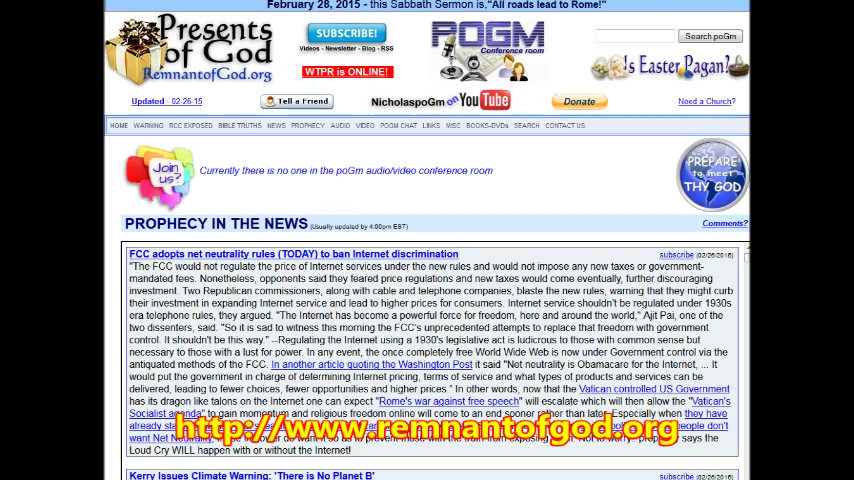 February 28, 2015 - this Sabbath Sermon is,"All roads lead to Rome!"
Presents of God
RemnantofGod.org
SUBSCRIBE!
Videos - Newsletter - Blog - RSS
WTPR is ONLINE!
POGM
Conference room
Search poGm
Is Easter Pagan?
Updated - 02-26-15
Tell a Friend
NicholaspoGm on YouTube
Donate
Need a Church?
HOME WARNING RCC EXPOSED BIBLE TRUTHS NEWS PROPHECY AUDIO VIDEO POGM CHAT LINKS MISC BOOKS-DVDs SEARCH CONTACT US
Join us?
Currently there is no one in the poGm audio/video conference room
PREPARE to meet THY GOD
PROPHECY IN THE NEWS (Usually updated by 4:00pm EST)
Comments?
FCC adopts net neutrality rules (TODAY) to ban Internet discrimination
subscribe (02/26/2015)
"The FCC would not regulate the price of Internet services under the new rules and would not impose any new taxes or government-
mandated fees. Nonetheless, opponents said they feared price regulations and new taxes would come eventually, further discouraging
investment. Two Republican commissioners, along with cable and telephone companies, blaste the new rules, warning that they might curb
their investment in expanding Internet service and lead to higher prices for consumers. Internet service shouldn't be regulated under 1930s
era telephone rules, they argued. "The Internet has become a powerful force for freedom, here and around the world," Ajit Pai, one of the
two dissenters, said. "So it is sad to witness this morning the FCC's unprecedented attempts to replace that freedom with government
control. It shouldn't be this way." --Regulating the Internet using a 1930's legislative act is ludicrous to those with common sense but
necessary to those with a lust for power. In any event, the once completely free World Wide Web is now under Government control via the
antiquated methods of the FCC. In another article quoting the Washington Post it said "Net neutrality is Obamacare for the Internet, ... It
would put the government in charge of determining Internet pricing, terms of service and what types of products and services can be
delivered, leading to fewer choices, fewer opportunities and higher prices." In other words, now that the Vatican controlled US Government
has its dragon like talons on the Internet one can expect "Rome's war against free speech" will escalate which will then allow the "Vatican's
Socialist agenda" to gain momentum and religious freedom online will come to an end sooner rather than later. Especially when they have
already
people don't
want Net Neutrality,
says the
Loud Cry WILL happen with or without the Internet!
http://www.remnantofgod.org
Kerry Issues Climate Warning: 'There is No Planet B'
subscribe (02/26/2015)